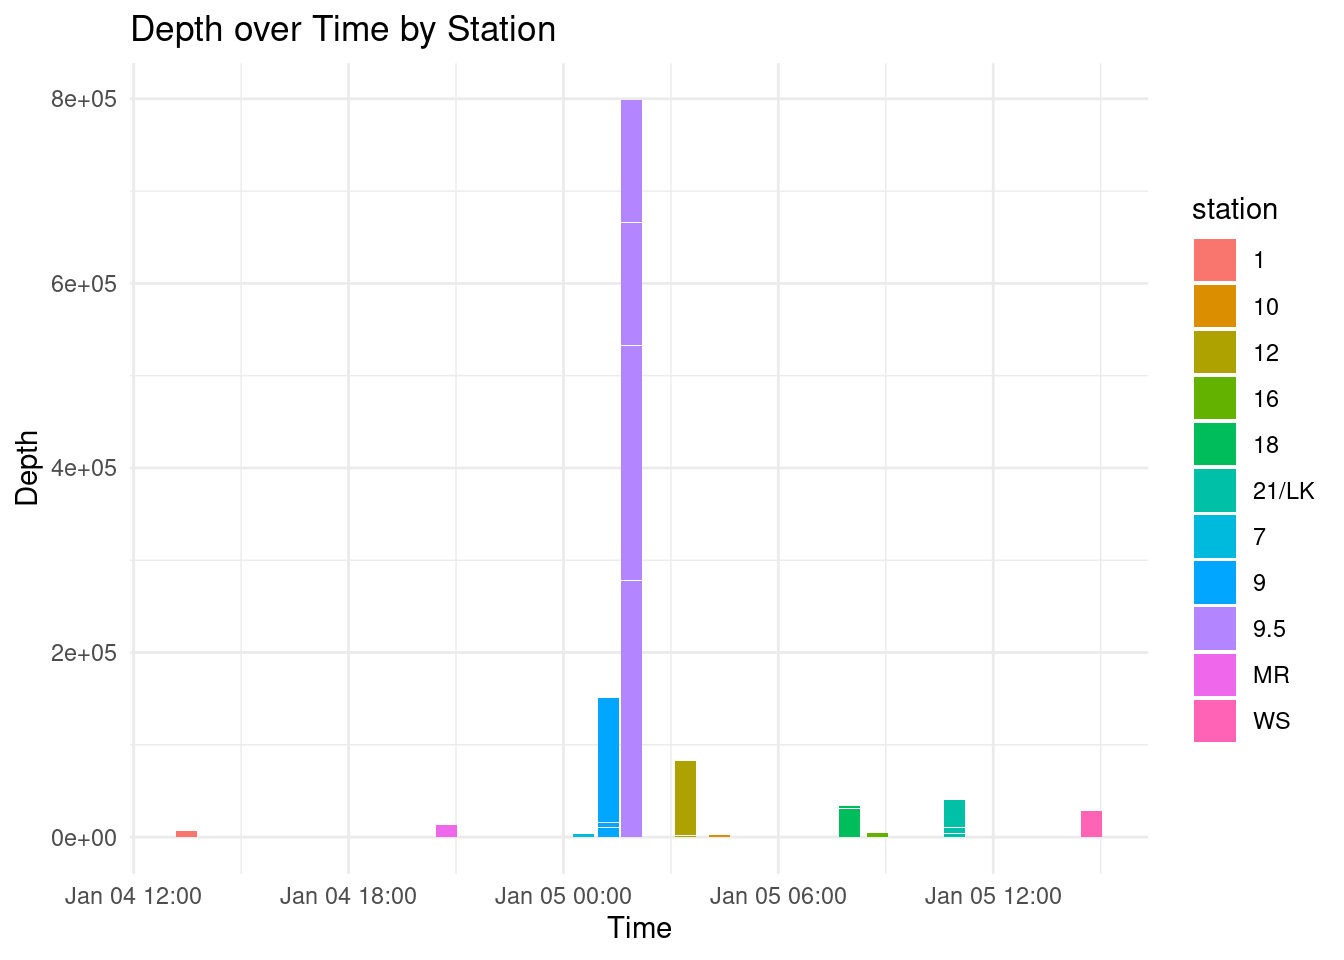 Depth over Time by Station
8e+05
6e+05
4e+05
2e+05
0e+00
Depth
Jan 04 12:00
Jan 04 18:00
Jan 05 00:00
Jan 05 06:00
Jan 05 12:00
Time
station
1
10
12
16
18
21/LK
7
9
9.5
MR
WS